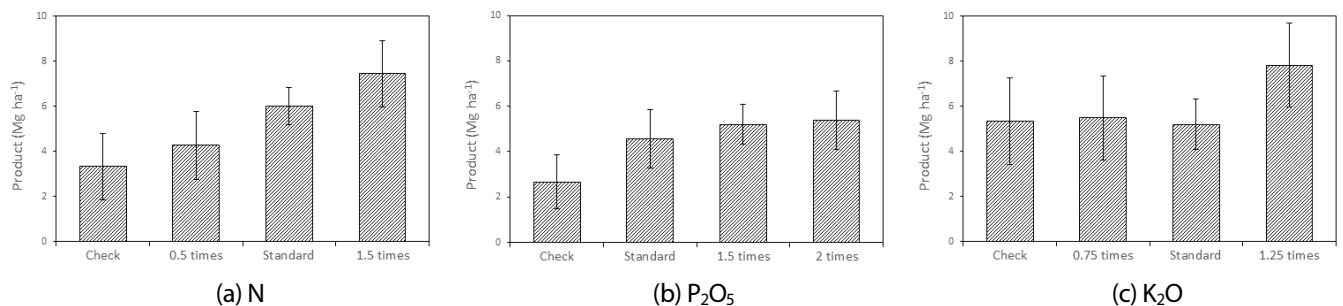 10
8
6
4
2
0
Product (Mg ha⁻¹)
Check 0.5 times Standard 1.5 times
(a) N
10
8
6
4
2
0
Product (Mg ha⁻¹)
Check Standard 1.5 times 2 times
(b) P₂O₅
10
8
6
4
2
0
Product (Mg ha⁻¹)
Check 0.75 times Standard 1.25 times
(c) K₂O